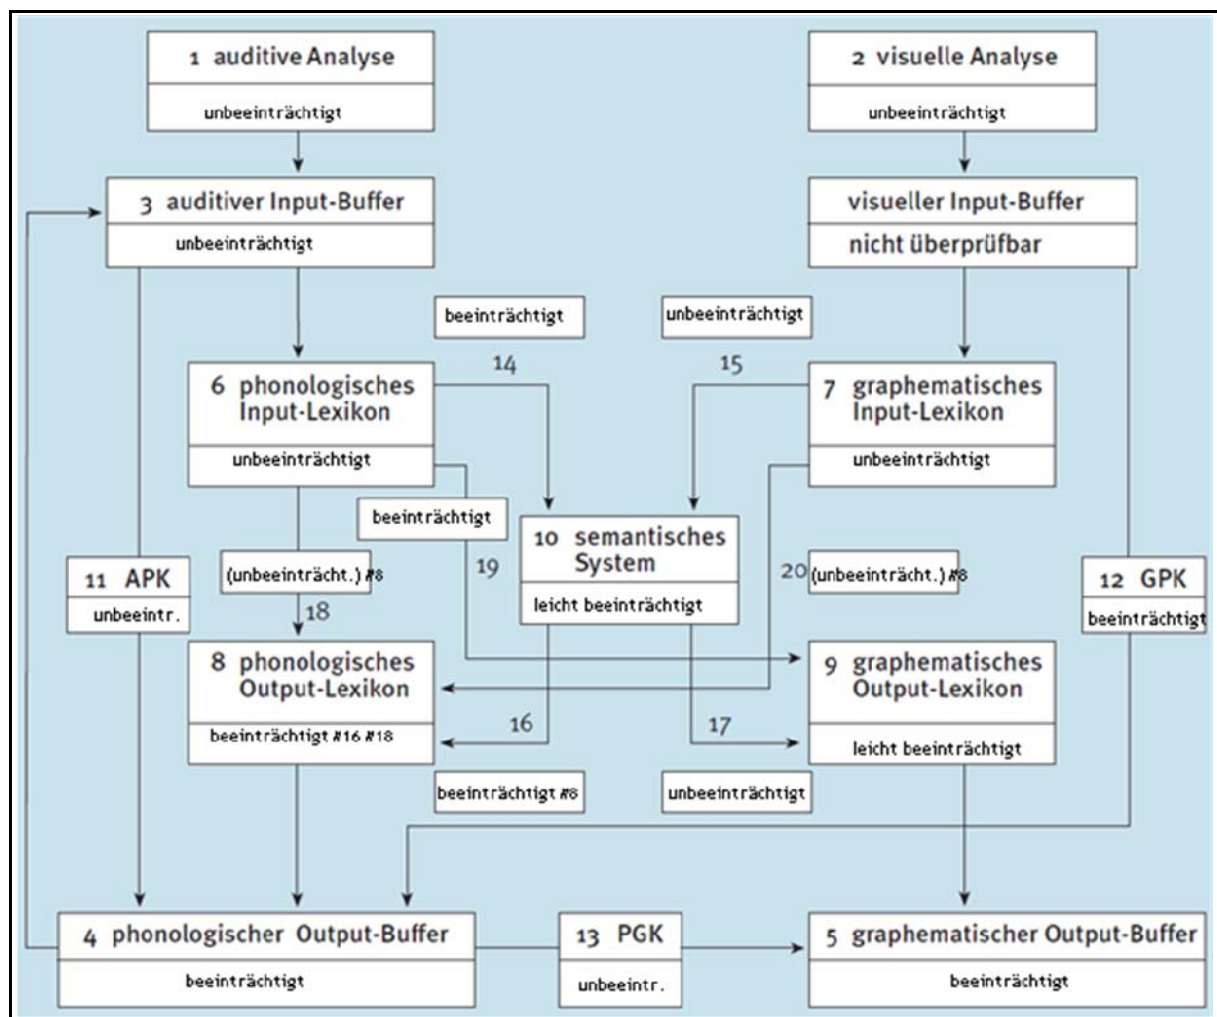 1 auditive Analyse
unbeeinträchtigt
2 visuelle Analyse
unbeeinträchtigt
3 auditiver Input-Buffer
unbeeinträchtigt
visueller Input-Buffer
nicht überprüfbar
beeinträchtigt
14
unbeeinträchtigt
15
6 phonologisches
Input-Lexikon
unbeeinträchtigt
7 graphematisches
Input-Lexikon
unbeeinträchtigt
beeinträchtigt
19
10 semantisches
System
leicht beeinträchtigt
11 APK
unbeeintr.
(unbeeinträcht.) #8
18
20
(unbeeinträcht.) #8
12 GPK
beeinträchtigt
8 phonologisches
Output-Lexikon
beeinträchtigt #16 #18
16
17
9 graphematisches
Output-Lexikon
leicht beeinträchtigt
beeinträchtigt #8
unbeeinträchtigt
4 phonologischer Output-Buffer
beeinträchtigt
13 PGK
unbeeintr.
5 graphematischer Output-Buffer
beeinträchtigt